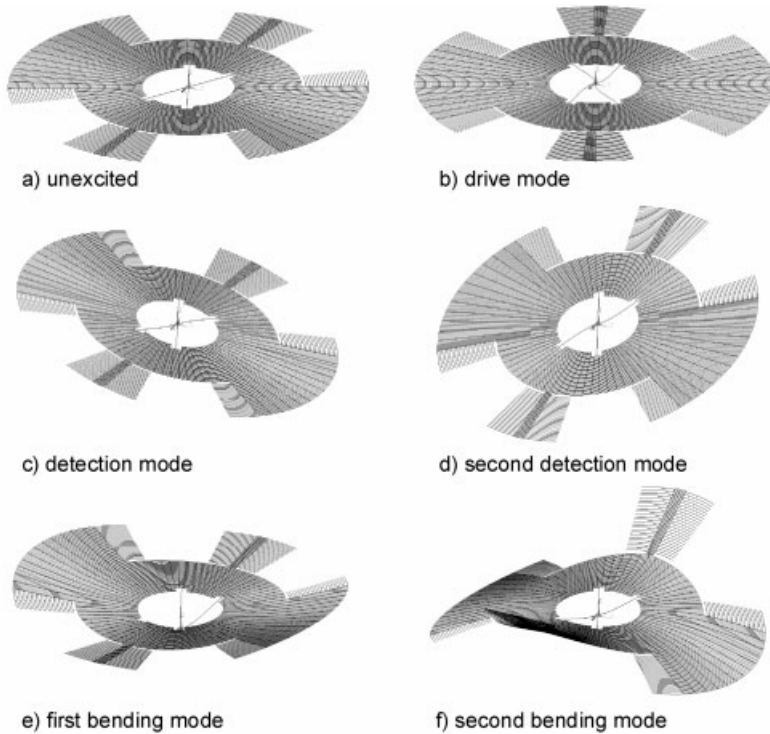 a) unexcited
b) drive mode
c) detection mode
d) second detection mode
e) first bending mode
f) second bending mode